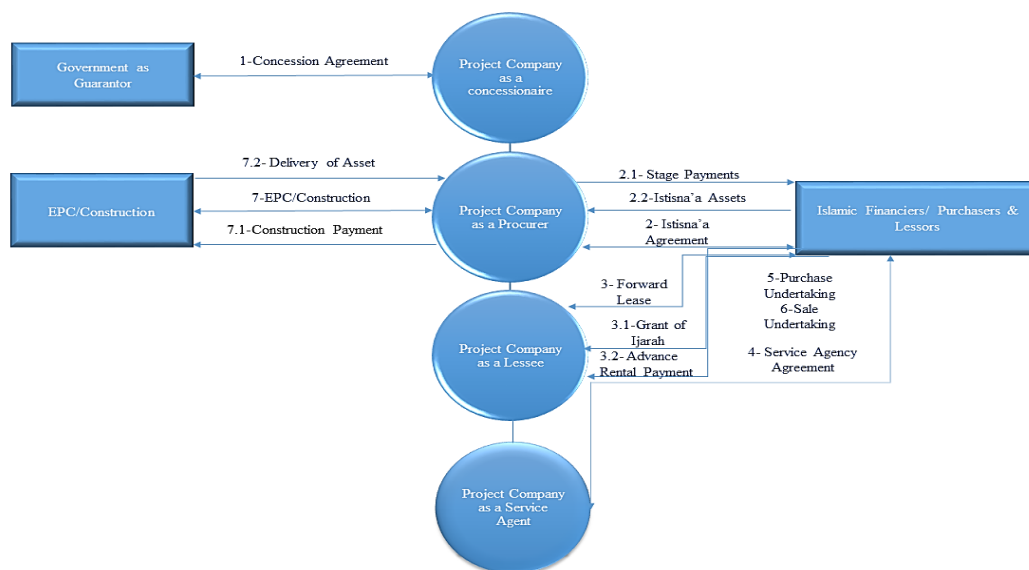 Government as
Guarantor
1-Concession Agreement
Project Company
as a
concessionaire
7.2- Delivery of Asset
EPC/Construction
7-EPC/Construction
7.1-Construction Payment
Project Company
as a Procurer
2.1- Stage Payments
2.2-Istisna’a Assets
2- Istisna’a
Agreement
Islamic Financiers/ Purchasers &
Lessors
3- Forward
Lease
3.1-Grant of
Ijarah
3.2- Advance
Rental Payment
Project Company
as a Lessee
5-Purchase
Undertaking
6-Sale
Undertaking
4- Service Agency
Agreement
Project Company
as a Service
Agent